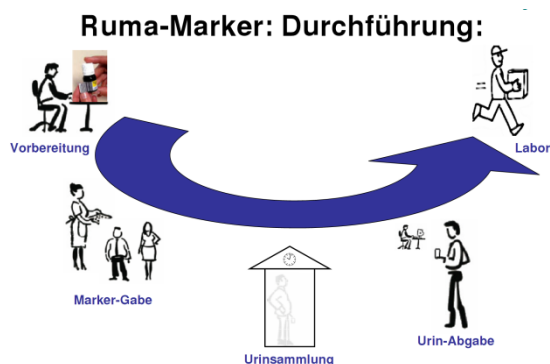 Ruma-Marker: Durchführung:
Vorbereitung
Labor
Marker-Gabe
Urin-Abgabe
Urinsammlung